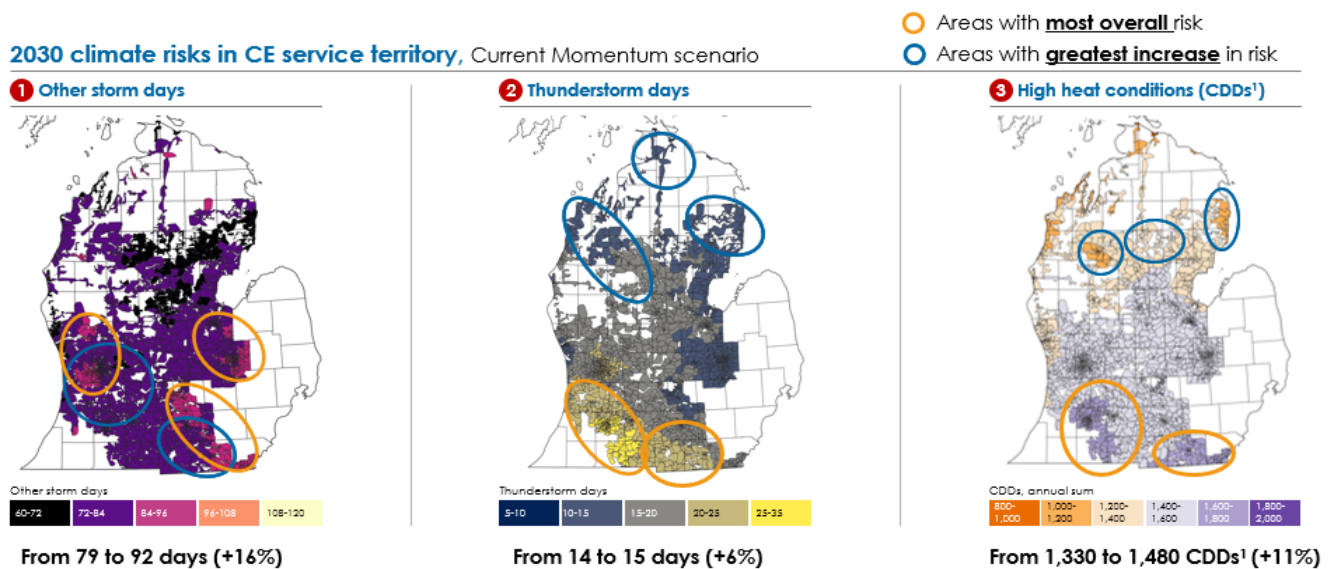 Areas with most overall risk
2030 climate risks in CE service territory, Current Momentum scenario
Areas with greatest increase in risk
1 Other storm days
2 Thunderstorm days
3 High heat conditions (CDDs¹)
Other storm days
60-72 72-84 84-96 96-108 108-120
Thunderstorm days
5-10 10-15 15-20 20-25 25-35
CDDs, annual sum
800-1,000 1,000-1,200 1,200-1,400 1,400-1,600 1,600-1,800 1,800-2,000
From 79 to 92 days (+16%)
From 14 to 15 days (+6%)
From 1,330 to 1,480 CDDs¹ (+11%)